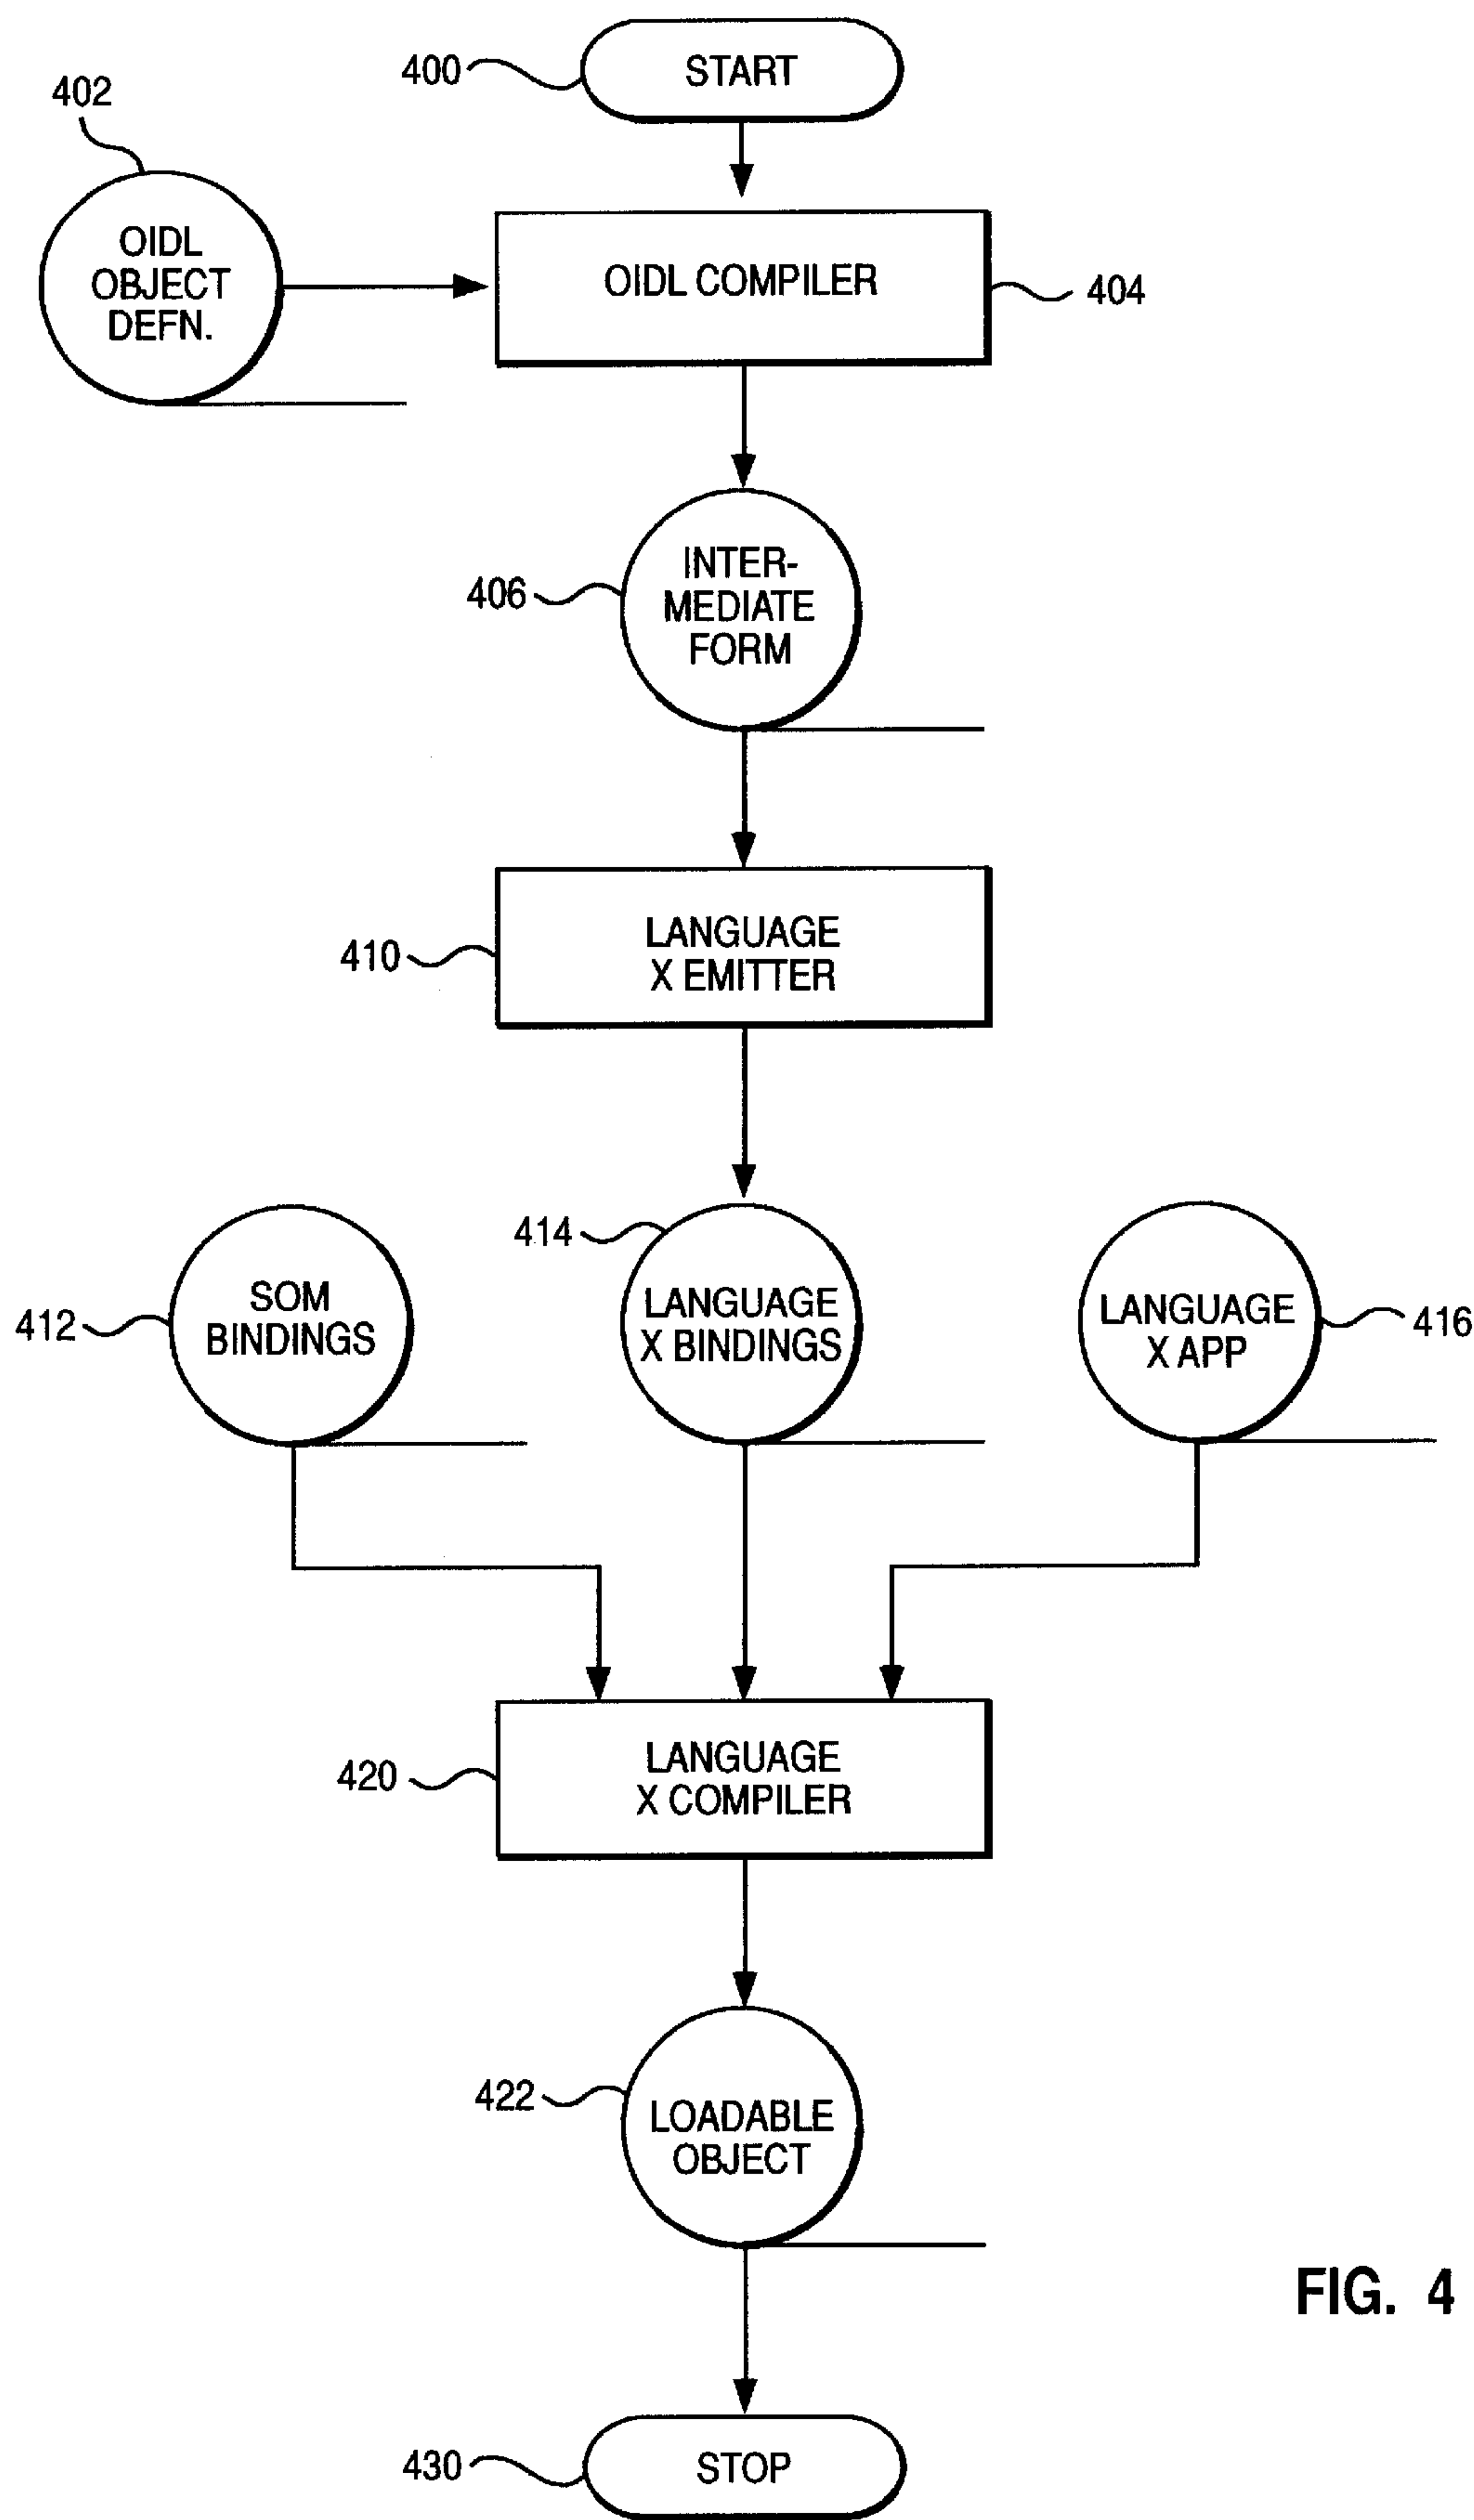 400
START
402
OIDL
OBJECT
DEFN.
OIDL COMPILER
404
406
INTER-
MEDIATE
FORM
410
LANGUAGE
X EMITTER
412
SOM
BINDINGS
414
LANGUAGE
X BINDINGS
LANGUAGE
X APP
416
420
LANGUAGE
X COMPILER
422
LOADABLE
OBJECT
FIG. 4
430
STOP